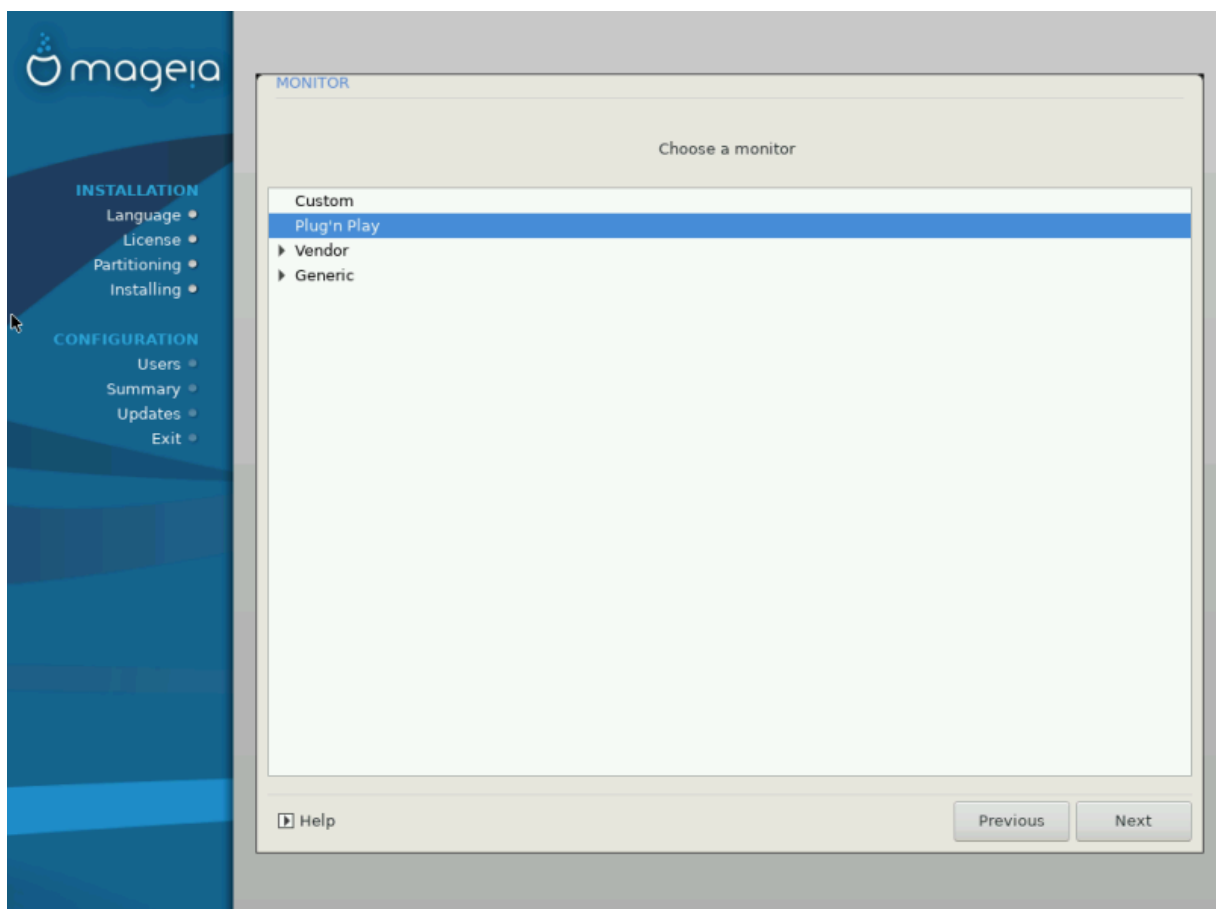 mageia
INSTALLATION
Language
License
Partitioning
Installing
CONFIGURATION
Users
Summary
Updates
Exit
MONITOR
Choose a monitor
Custom
Plug'n Play
Vendor
Generic
Help
Previous
Next